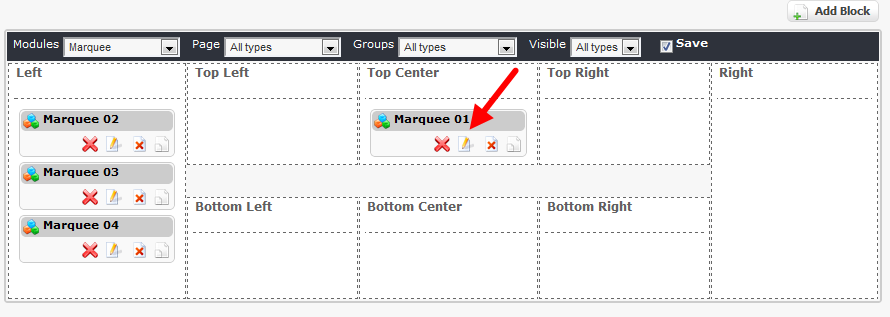 Add Block
Modules Marquee Page All types Groups All types Visible All types Save
Left Top Left Top Center Top Right Right
Marquee 02 Marquee 01
Marquee 03
Bottom Left Bottom Center Bottom Right
Marquee 04